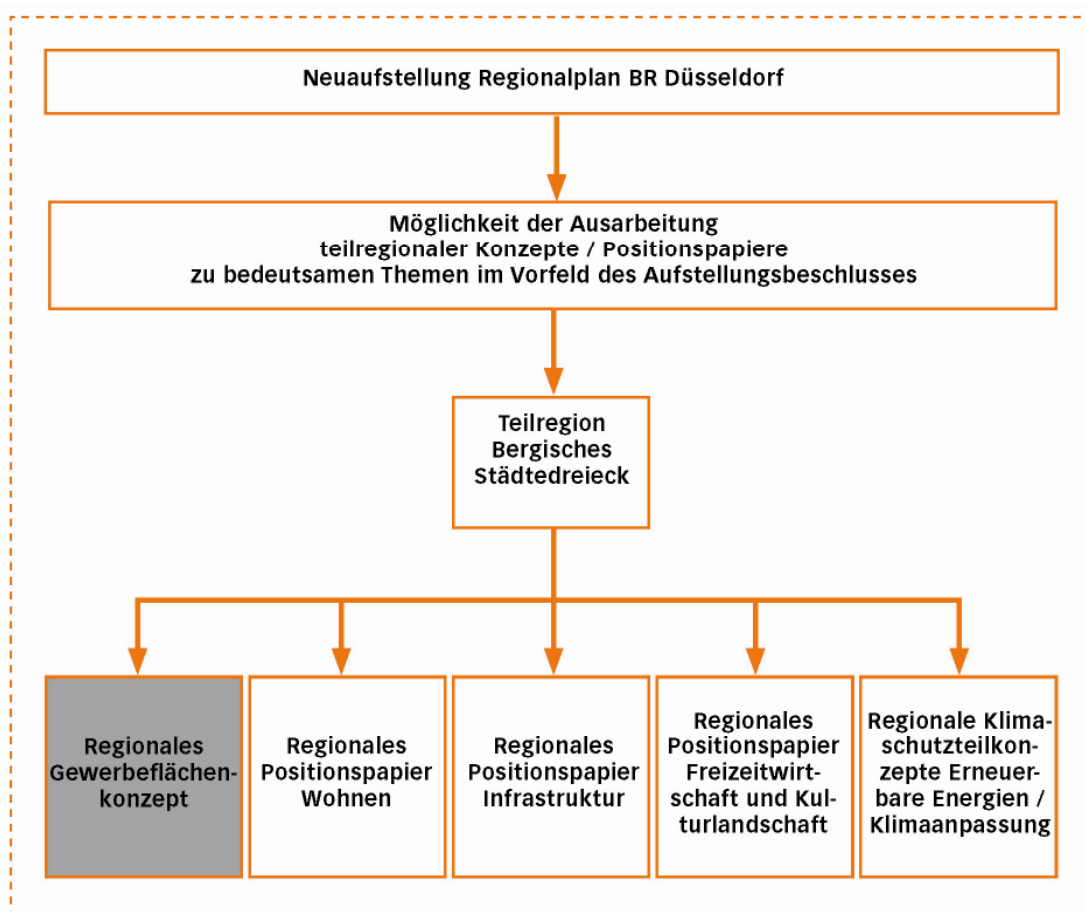 Neuaufstellung Regionalplan BR Düsseldorf
Möglichkeit der Ausarbeitung
teilregionaler Konzepte / Positionspapiere
zu bedeutsamen Themen im Vorfeld des Aufstellungsbeschlusses
Teilregion
Bergisches
Städtedreieck
Regionales
Gewerbeflächen-
konzept
Regionales
Positionspapier
Wohnen
Regionales
Positionspapier
Infrastruktur
Regionales
Positionspapier
Freizeitwirt-
schaft und Kul-
turlandschaft
Regionale Klima-
schutzteilkon-
zepte Erneuer-
bare Energien /
Klimaanpassung